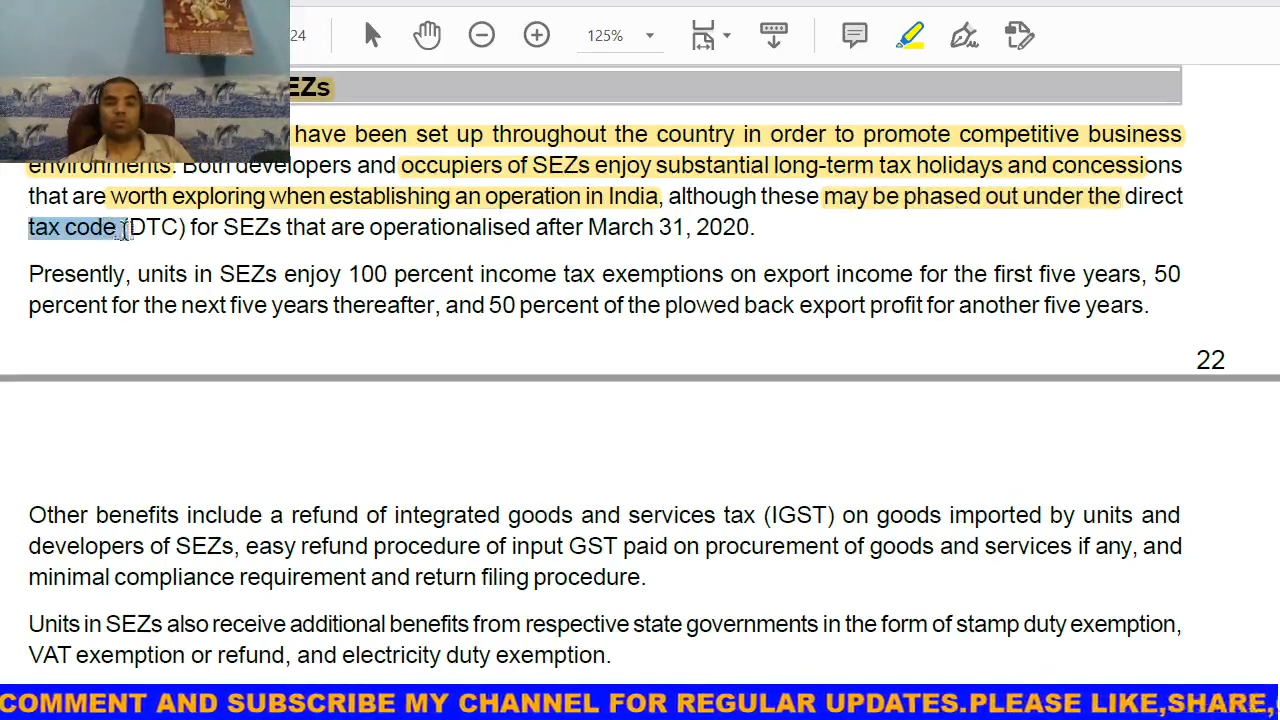 24
125%
EZs
have been set up throughout the country in order to promote competitive business
environments. Both developers and occupiers of SEZs enjoy substantial long-term tax holidays and concessions
that are worth exploring when establishing an operation in India, although these may be phased out under the direct
tax code (DTC) for SEZs that are operationalised after March 31, 2020.
Presently, units in SEZs enjoy 100 percent income tax exemptions on export income for the first five years, 50
percent for the next five years thereafter, and 50 percent of the plowed back export profit for another five years.
22
Other benefits include a refund of integrated goods and services tax (IGST) on goods imported by units and
developers of SEZs, easy refund procedure of input GST paid on procurement of goods and services if any, and
minimal compliance requirement and return filing procedure.
Units in SEZs also receive additional benefits from respective state governments in the form of stamp duty exemption,
VAT exemption or refund, and electricity duty exemption.
COMMENT AND SUBSCRIBE MY CHANNEL FOR REGULAR UPDATES.PLEASE LIKE,SHARE,